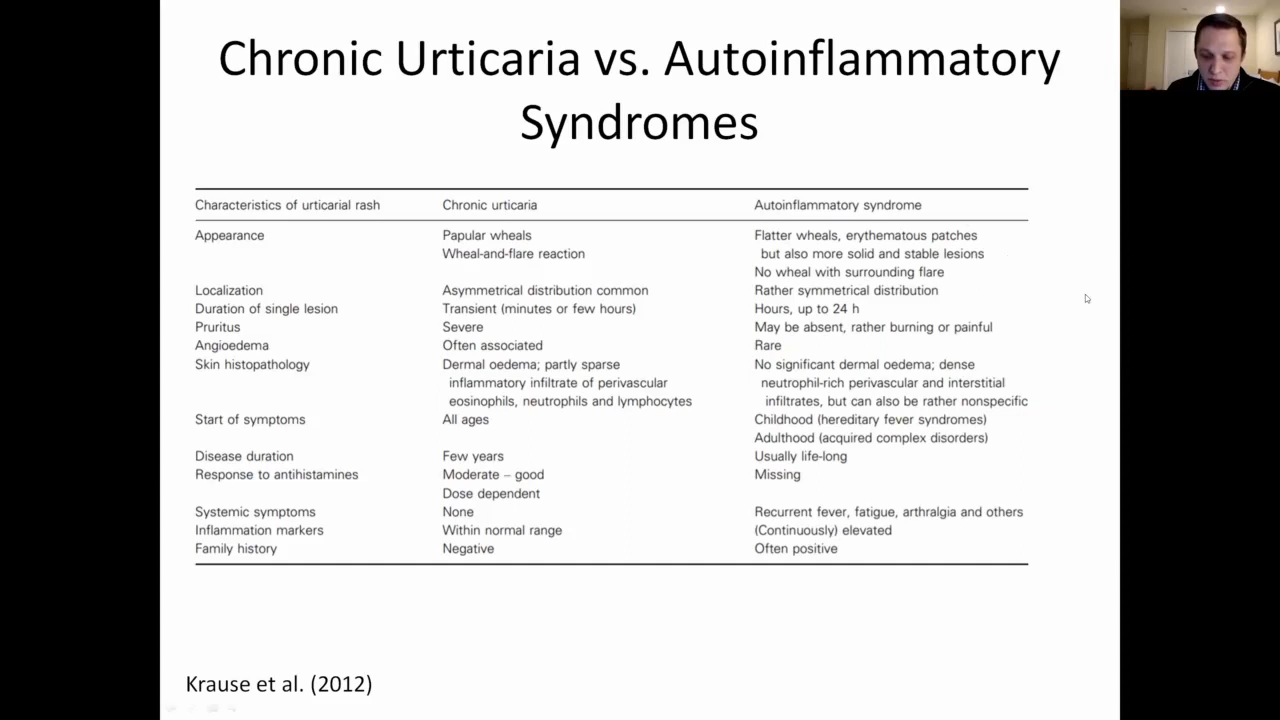 Chronic Urticaria vs. Autoinflammatory
Syndromes
Characteristics of urticarial rash Chronic urticaria Autoinflammatory syndrome
Appearance Papular wheals Flatter wheals, erythematous patches
Wheal-and-flare reaction but also more solid and stable lesions
No wheal with surrounding flare
Localization Asymmetrical distribution common Rather symmetrical distribution
Duration of single lesion Transient (minutes or few hours) Hours, up to 24 h
Pruritus Severe May be absent, rather burning or painful
Angioedema Often associated Rare
Skin histopathology Dermal oedema; partly sparse No significant dermal oedema; dense
inflammatory infiltrate of perivascular neutrophil-rich perivascular and interstitial
eosinophils, neutrophils and lymphocytes infiltrates, but can also be rather nonspecific
Start of symptoms All ages Childhood (hereditary fever syndromes)
Adulthood (acquired complex disorders)
Disease duration Few years Usually life-long
Response to antihistamines Moderate – good Missing
Dose dependent
Systemic symptoms None Recurrent fever, fatigue, arthralgia and others
Inflammation markers Within normal range (Continuously) elevated
Family history Negative Often positive
Krause et al. (2012)